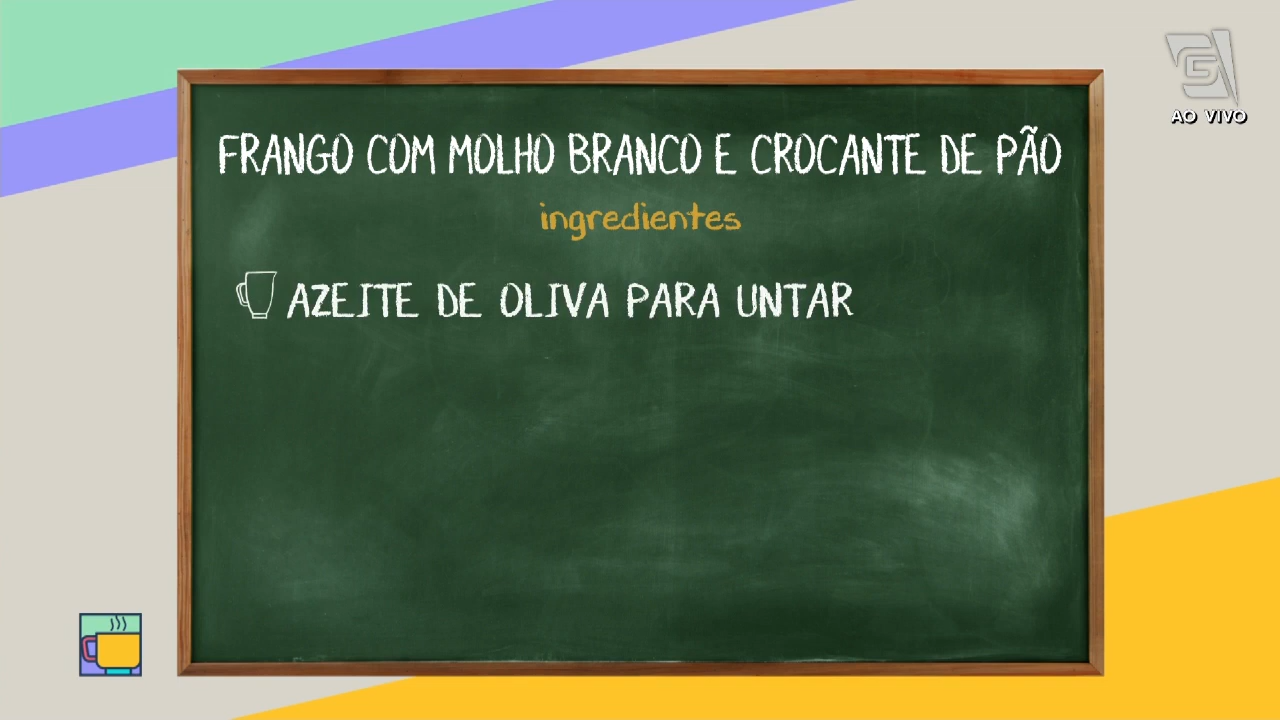 AO VIVO
FRANGO COM MOLHO BRANCO E CROCANTE DE PÃO
ingredientes
AZEITE DE OLIVA PARA UNTAR